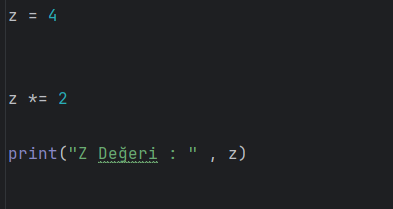 z = 4
z *= 2
print("Z Değeri : " , z)